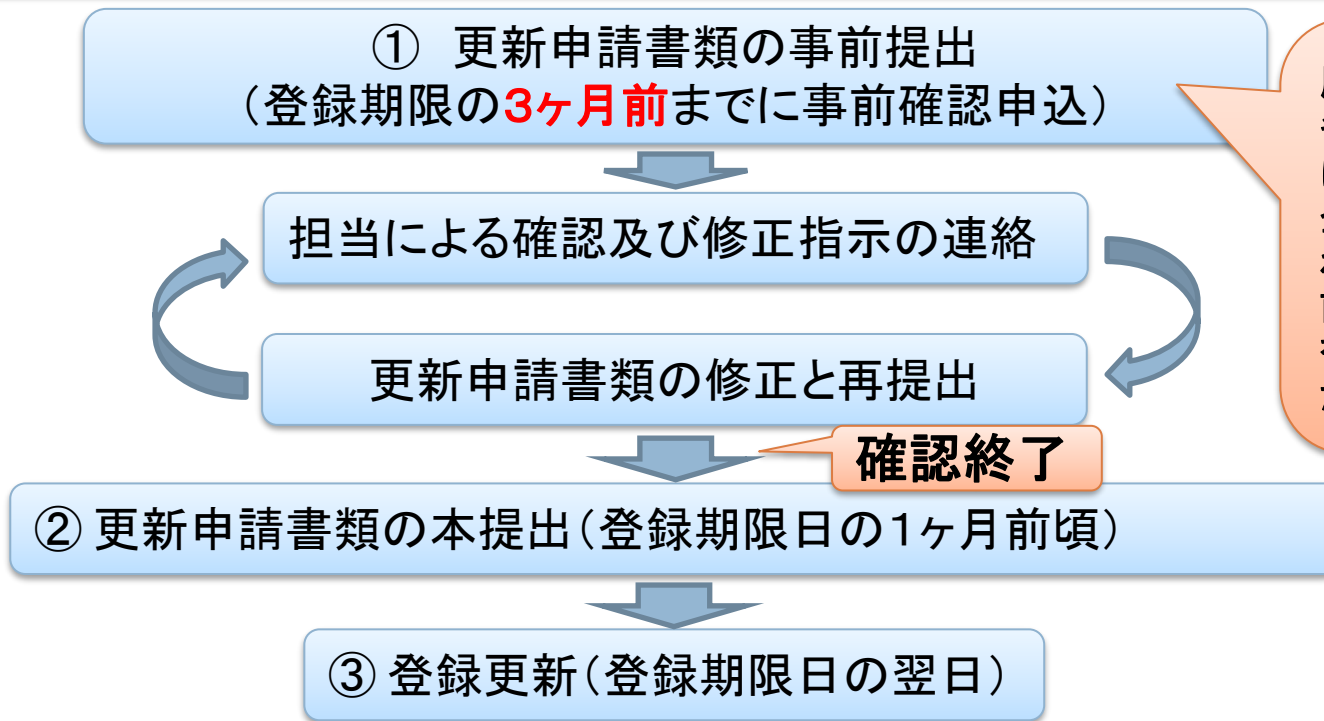 ① 更新申請書類の事前提出
（登録期限の3ヶ月前までに事前確認申込）
担当による確認及び修正指示の連絡
更新申請書類の修正と再提出
確認終了
② 更新申請書類の本提出（登録期限日の１ヶ月前頃）
③ 登録更新（登録期限日の翌日）